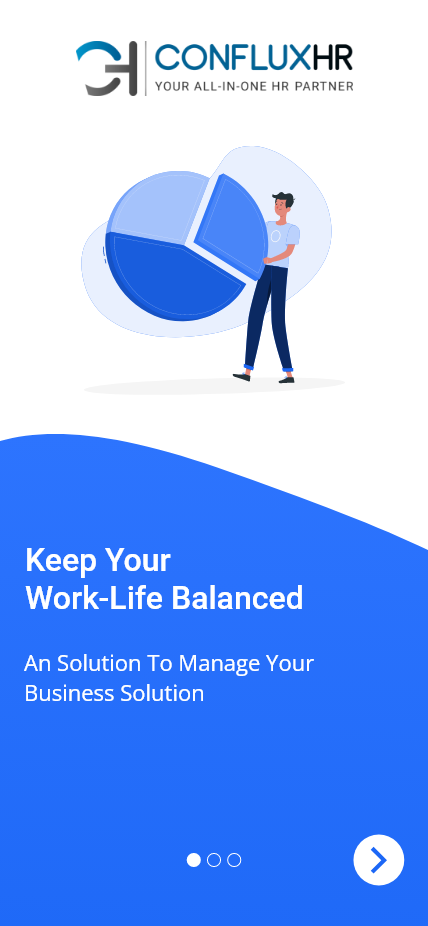 CONFLUXHR
YOUR ALL-IN-ONE HR PARTNER
Keep Your
Work-Life Balanced
An Solution To Manage Your
Business Solution